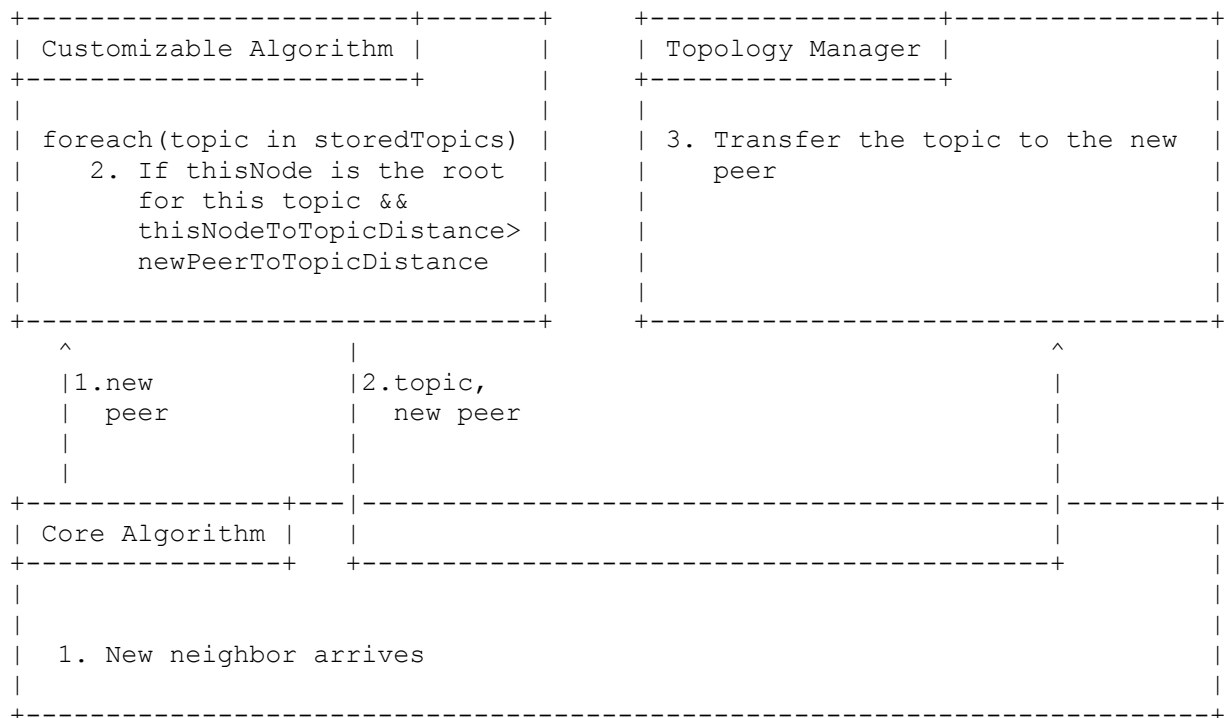 Customizable Algorithm
foreach(topic in storedTopics)
2. If thisNode is the root
for this topic &&
thisNodeToTopicDistance>
newPeerToTopicDistance
Topology Manager
3. Transfer the topic to the new
peer
1.new
peer
2.topic,
new peer
Core Algorithm
1. New neighbor arrives